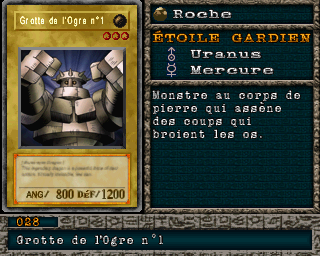 Grotte de l'Ogre n°1
ANG/ 800 DÉF/1200
Roche
ÉTOILE GARDIEN
Uranus
Mercure
Monstre au corps de
pierre qui assène
des coups qui
broient les os.
028
Grotte de l'Ogre n°1